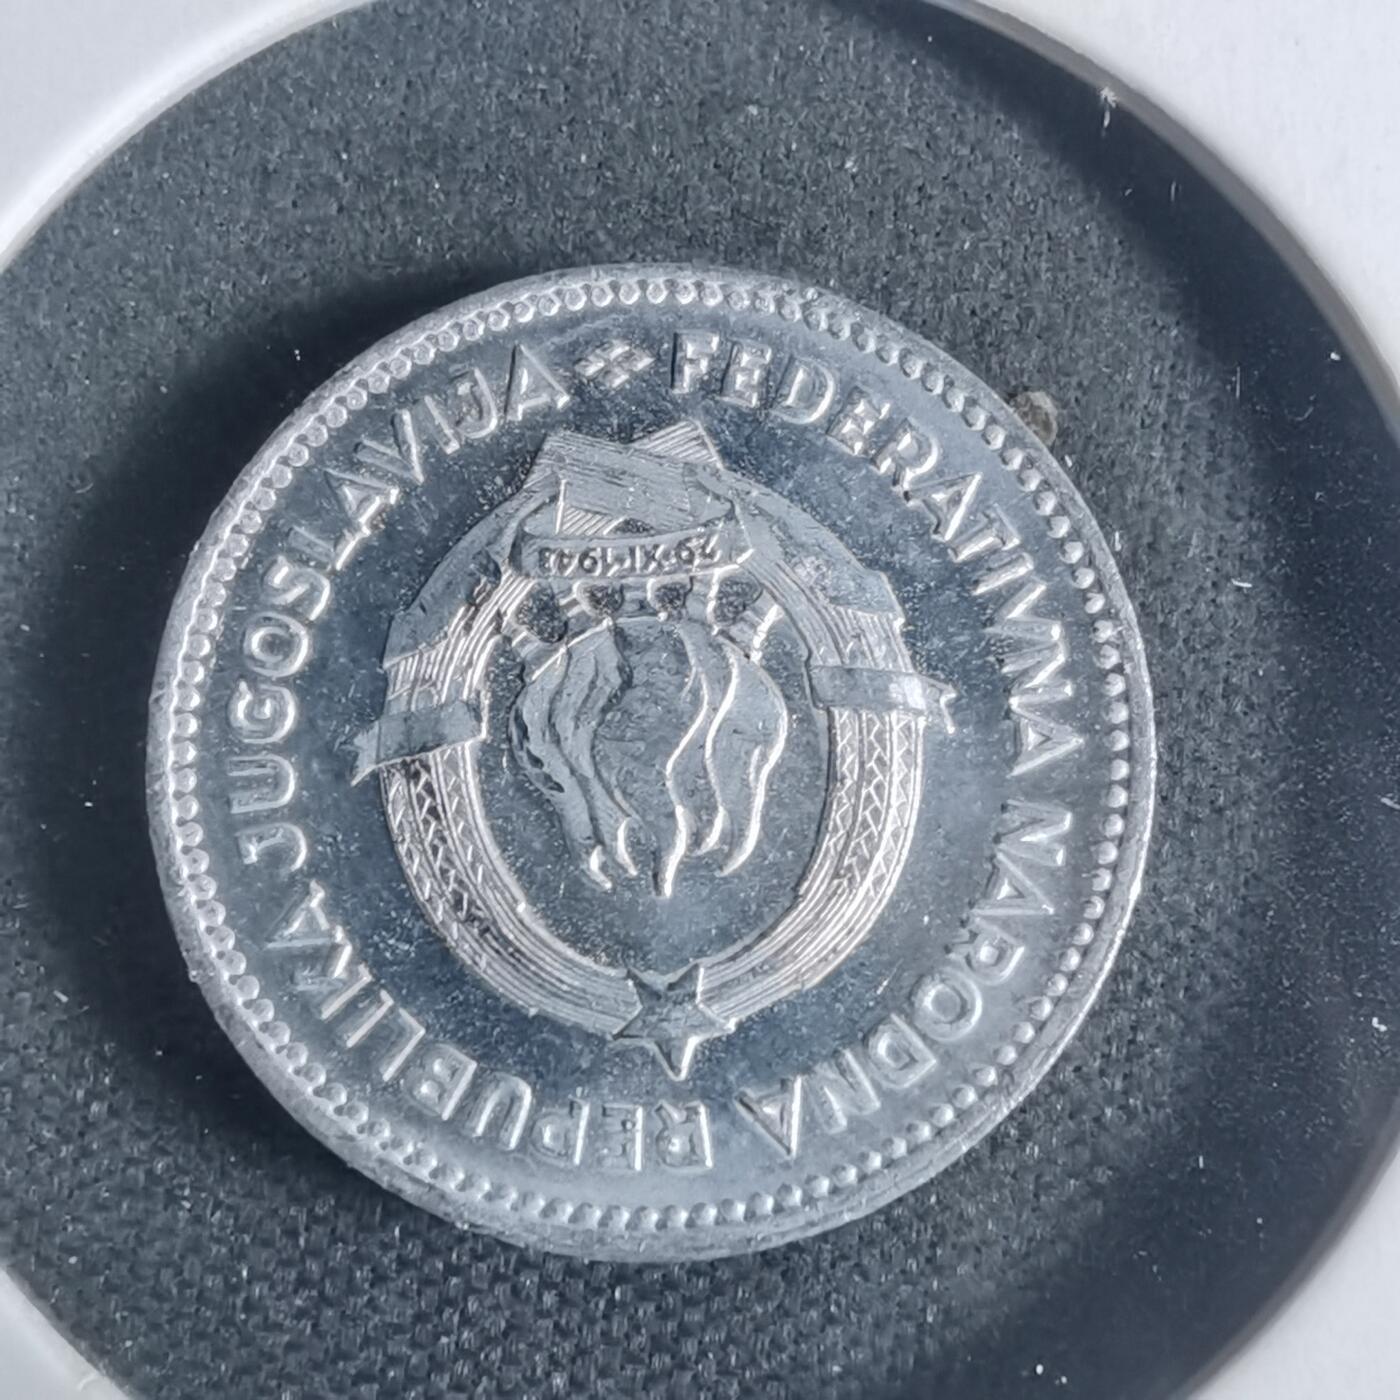 FEDERATIVNA NARODNA REPUBLIKA JUGOSLAVIJA
29·XI·1943